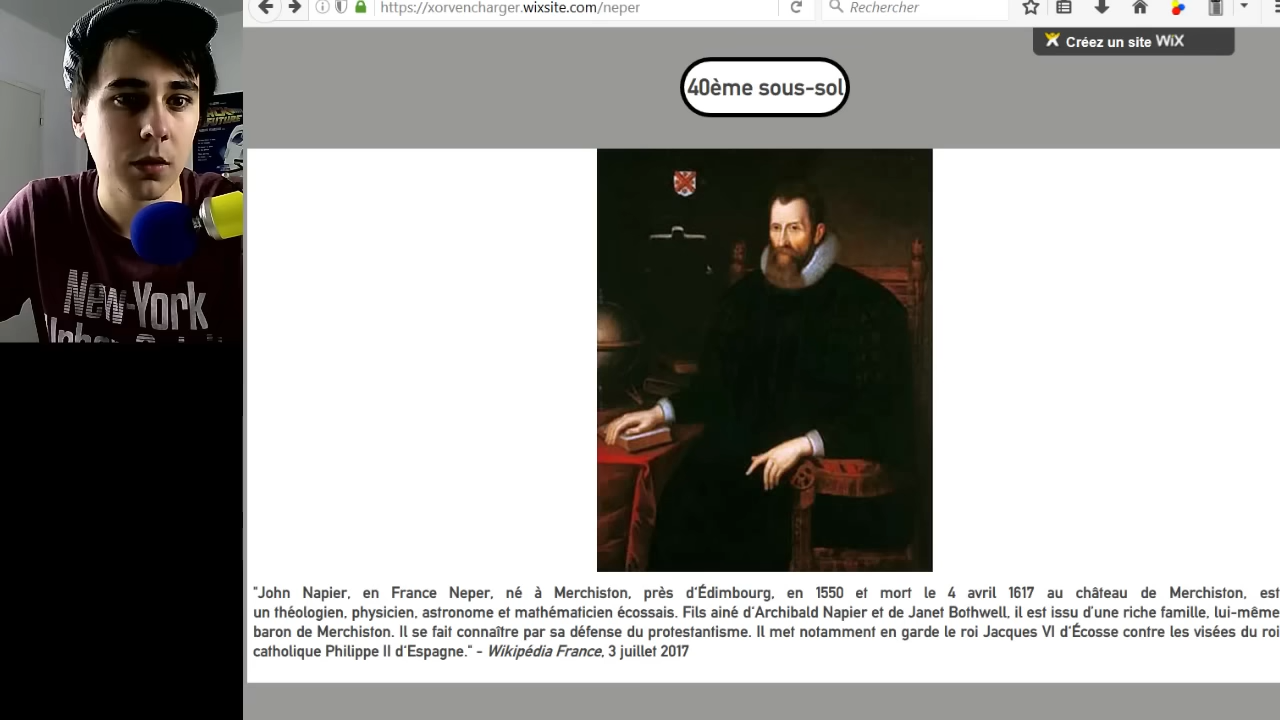 https://xorvencharger.wixsite.com/neper
Rechercher
Créez un site WiX
40ème sous-sol
FUTURE
New-York
"John Napier, en France Neper, né à Merchiston, près d'Édimbourg, en 1550 et mort le 4 avril 1617 au château de Merchiston, est
un théologien, physicien, astronome et mathématicien écossais. Fils ainé d'Archibald Napier et de Janet Bothwell, il est issu d'une riche famille, lui-même
baron de Merchiston. Il se fait connaître par sa défense du protestantisme. Il met notamment en garde le roi Jacques VI d'Écosse contre les visées du roi
catholique Philippe II d'Espagne." - Wikipédia France, 3 juillet 2017